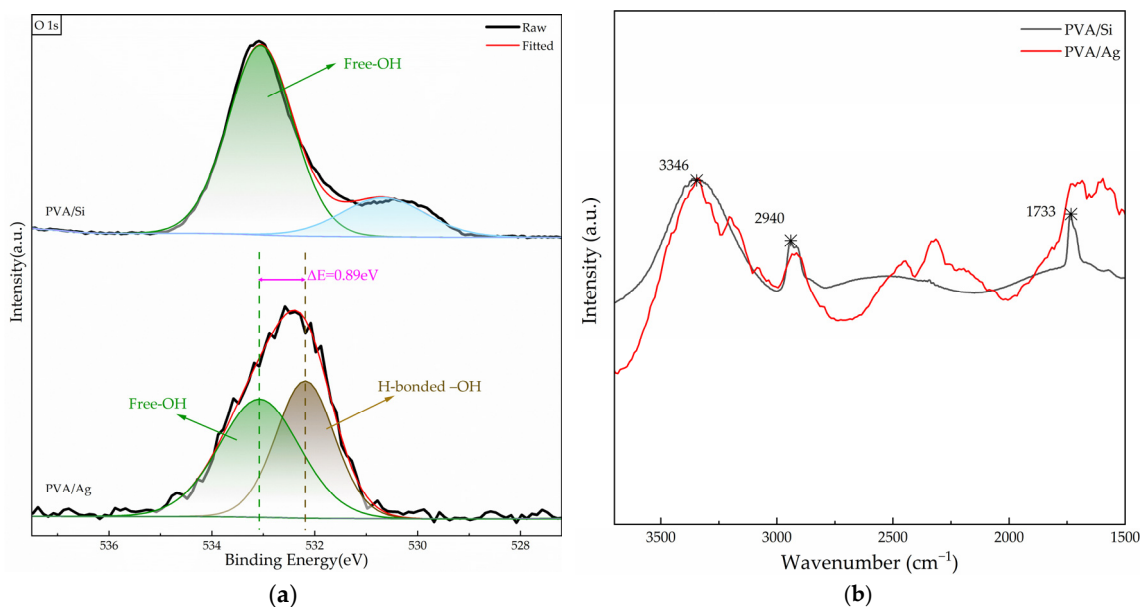 O 1s
Raw
Fitted
Free-OH
PVA/Si
ΔE=0.89eV
H-bonded –OH
Free-OH
PVA/Ag
Intensity(a.u.)
536 534 532 530 528
Binding Energy(eV)
(a)
PVA/Si
PVA/Ag
3346
2940
1733
Intensity (a.u.)
3500 3000 2500 2000 1500
Wavenumber (cm⁻¹)
(b)